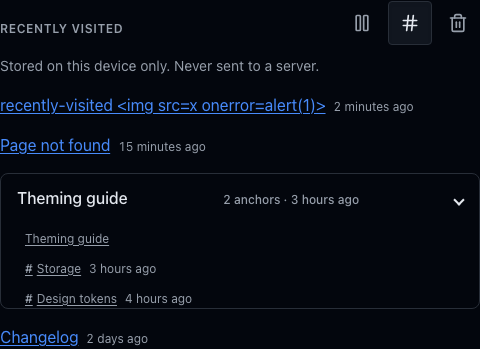 RECENTLY VISITED
#
Stored on this device only. Never sent to a server.
recently-visited <img src=x onerror=alert(1)> 2 minutes ago
Page not found 15 minutes ago
Theming guide 2 anchors · 3 hours ago
Theming guide
# Storage 3 hours ago
# Design tokens 4 hours ago
Changelog 2 days ago